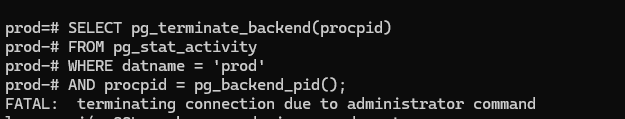 prod=# SELECT pg_terminate_backend(procpid)
prod-# FROM pg_stat_activity
prod-# WHERE datname = 'prod'
prod-# AND procpid = pg_backend_pid();
FATAL:  terminating connection due to administrator command